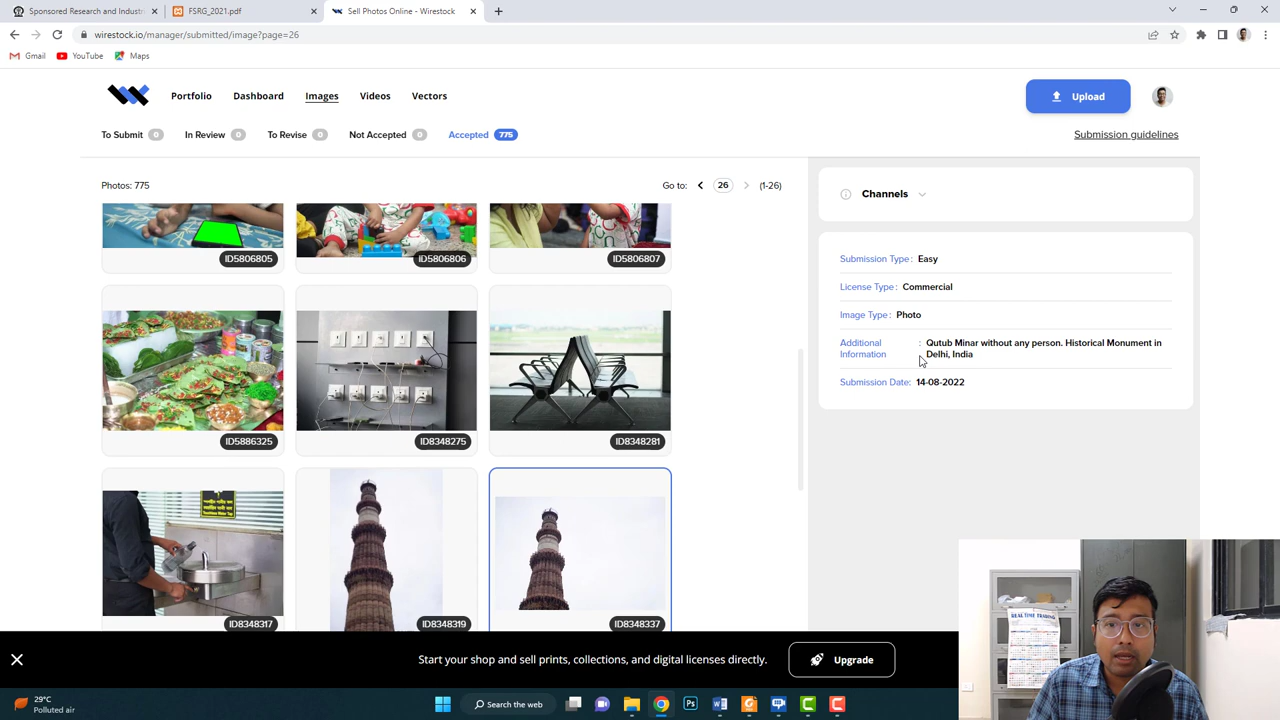 Sponsored Research and Industri
FSRG_2021.pdf
Sell Photos Online - Wirestock
wirestock.io/manager/submitted/image?page=26
Gmail
YouTube
Maps
Portfolio
Dashboard
Images
Videos
Vectors
Upload
To Submit 0
In Review 0
To Revise 0
Not Accepted 0
Accepted 775
Submission guidelines
Photos: 775
Go to: 26 (1-26)
Channels
ID5806805
ID5806806
ID5806807
Submission Type: Easy
License Type: Commercial
Image Type: Photo
Additional Information : Qutub Minar without any person. Historical Monument in
Delhi, India
Submission Date: 14-08-2022
ID5886325
ID8348275
ID8348281
ID8348317
ID8348319
ID8348337
Start your shop and sell prints, collections, and digital licenses directly.
Upgrade
REAL TIME TRADING
29°C
Polluted air
Search the web
Ps